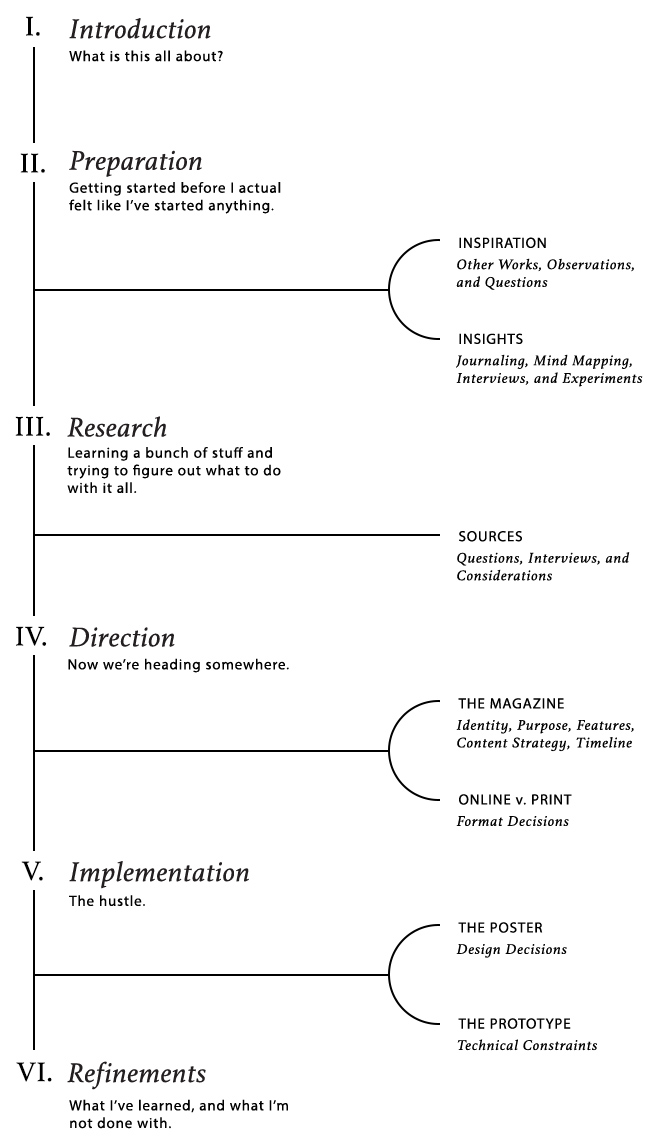 I. Introduction
What is this all about?
II. Preparation
Getting started before I actual
felt like I've started anything.
INSPIRATION
Other Works, Observations,
and Questions
INSIGHTS
Journaling, Mind Mapping,
Interviews, and Experiments
III. Research
Learning a bunch of stuff and
trying to figure out what to do
with it all.
SOURCES
Questions, Interviews, and
Considerations
IV. Direction
Now we're heading somewhere.
THE MAGAZINE
Identity, Purpose, Features,
Content Strategy, Timeline
ONLINE v. PRINT
Format Decisions
V. Implementation
The hustle.
THE POSTER
Design Decisions
THE PROTOTYPE
Technical Constraints
VI. Refinements
What I've learned, and what I'm
not done with.